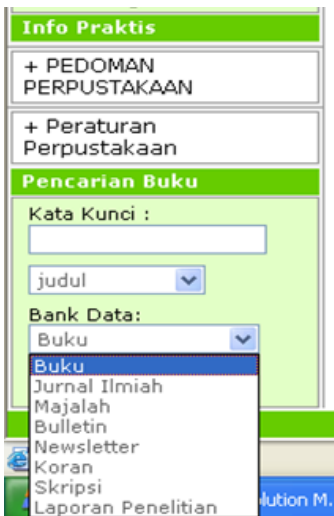 Info Praktis
+ PEDOMAN
PERPUSTAKAAN
+ Peraturan
Perpustakaan
Pencarian Buku
Kata Kunci :
judul
Bank Data:
Buku
Buku
Jurnal Ilmiah
Majalah
Bulletin
Newsletter
Koran
Skripsi
Laporan Penelitian